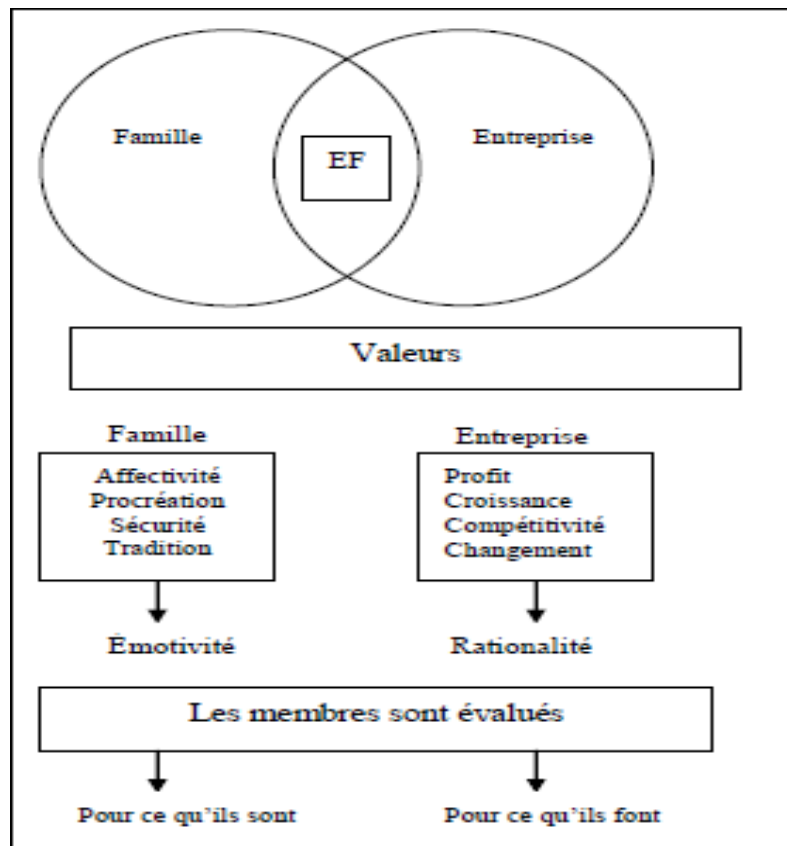 Famille
EF
Entreprise
Valeurs
Famille
Affectivité
Procréation
Sécurité
Tradition
Émotivité
Entreprise
Profit
Croissance
Compétitivité
Changement
Rationalité
Les membres sont évalués
Pour ce qu'ils sont
Pour ce qu'ils font